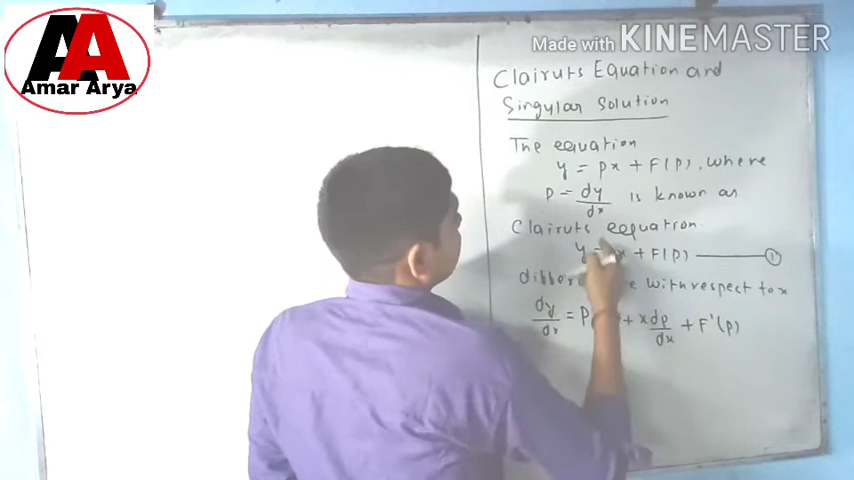 AA
Amar Arya
Made with KINEMASTER
Clairuts Equation and
Singular Solution
The equation
y = px + F(p), where
p = dy/dx is known as
Clairuts equation
y = x + F(p) ——— ①
with respect to x
dy/dx = p + x dp/dx + F'(p)